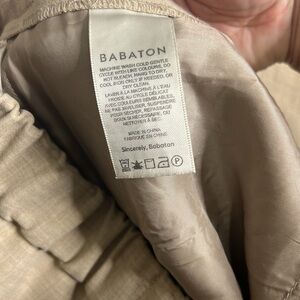 BABATON
MACHINE WASH COLD GENTLE
CYCLE WITH LIKE COLOURS. DO
NOT BLEACH. HANG TO DRY
COOL IRON ONLY IF NEEDED, OR
DRY CLEAN.
LAVER À LA MACHINE À L'EAU
FROIDE AU CYCLE DÉLICAT
AVEC COULEURS SEMBLABLES.
NE PAS JAVELLISER. SUSPENDRE
POUR SÉCHER. REPASSAGE
DOUX SI NÉCESSAIRE, OU
NETTOYER À SEC.
MADE IN CHINA
FABRIQUÉ EN CHINE
Sincerely, Babaton
P